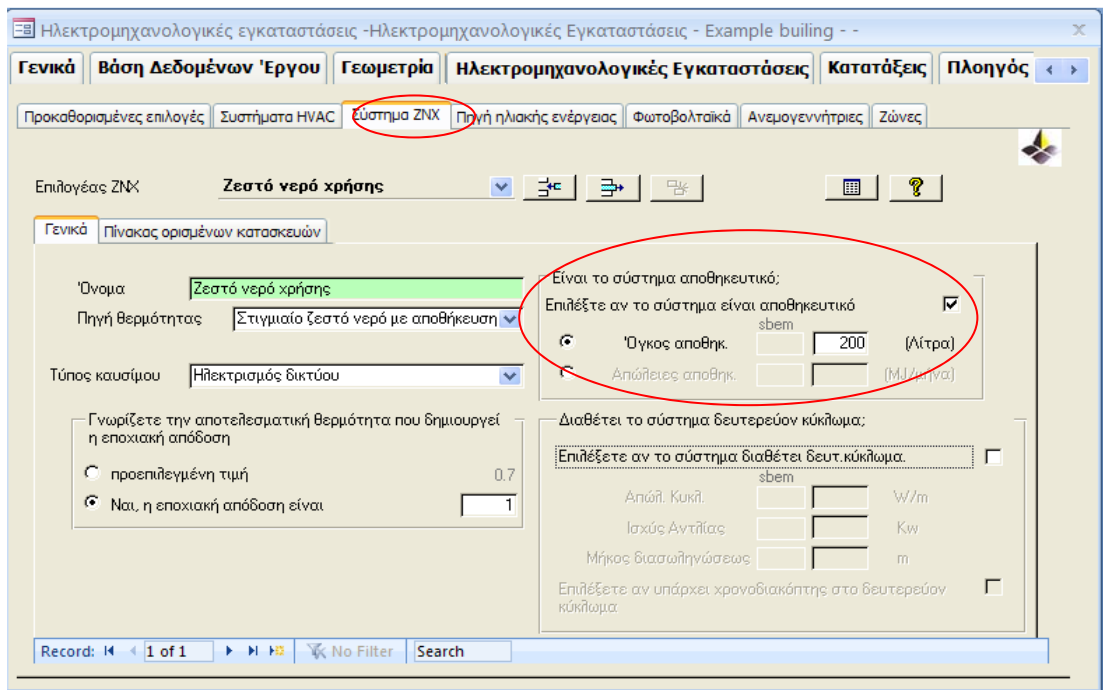 Ηλεκτρομηχανολογικές εγκαταστάσεις -Ηλεκτρομηχανολογικές Εγκαταστάσεις - Example builing - -
Γενικά Βάση Δεδομένων Έργου Γεωμετρία Ηλεκτρομηχανολογικές Εγκαταστάσεις Κατατάξεις Πλοηγός
Προκαθορισμένες επιλογές Συστήματα HVAC Σύστημα ΖΝΧ Πηγή ηλιακής ενέργειας Φωτοβολταϊκά Ανεμογεννήτριες Ζώνες
Επιλογέας ΖΝΧ Ζεστό νερό χρήσης
Γενικά Πίνακας ορισμένων κατασκευών
Όνομα Ζεστό νερό χρήσης
Πηγή θερμότητας Στιγμιαίο ζεστό νερό με αποθήκευση
Τύπος καυσίμου Ηλεκτρισμός δικτύου
Γνωρίζετε την αποτελεσματική θερμότητα που δημιουργεί
η εποχιακή απόδοση
προεπιλεγμένη τιμή 0.7
Ναι, η εποχιακή απόδοση είναι 1
Είναι το σύστημα αποθηκευτικό;
Επιλέξτε αν το σύστημα είναι αποθηκευτικό
sbem
Όγκος αποθηκ. 200 (Λίτρα)
Απώλειες αποθηκ. (MJ/μήνα)
Διαθέτει το σύστημα δευτερεύον κύκλωμα;
Επιλέξετε αν το σύστημα διαθέτει δευτ.κύκλωμα.
sbem
Απώλ. Κυκλ. W/m
Ισχύς Αντλίας Kw
Μήκος διασωληνώσεως m
Επιλέξετε αν υπάρχει χρονοδιακόπτης στο δευτερεύον
κύκλωμα
Record: 1 of 1 No Filter Search